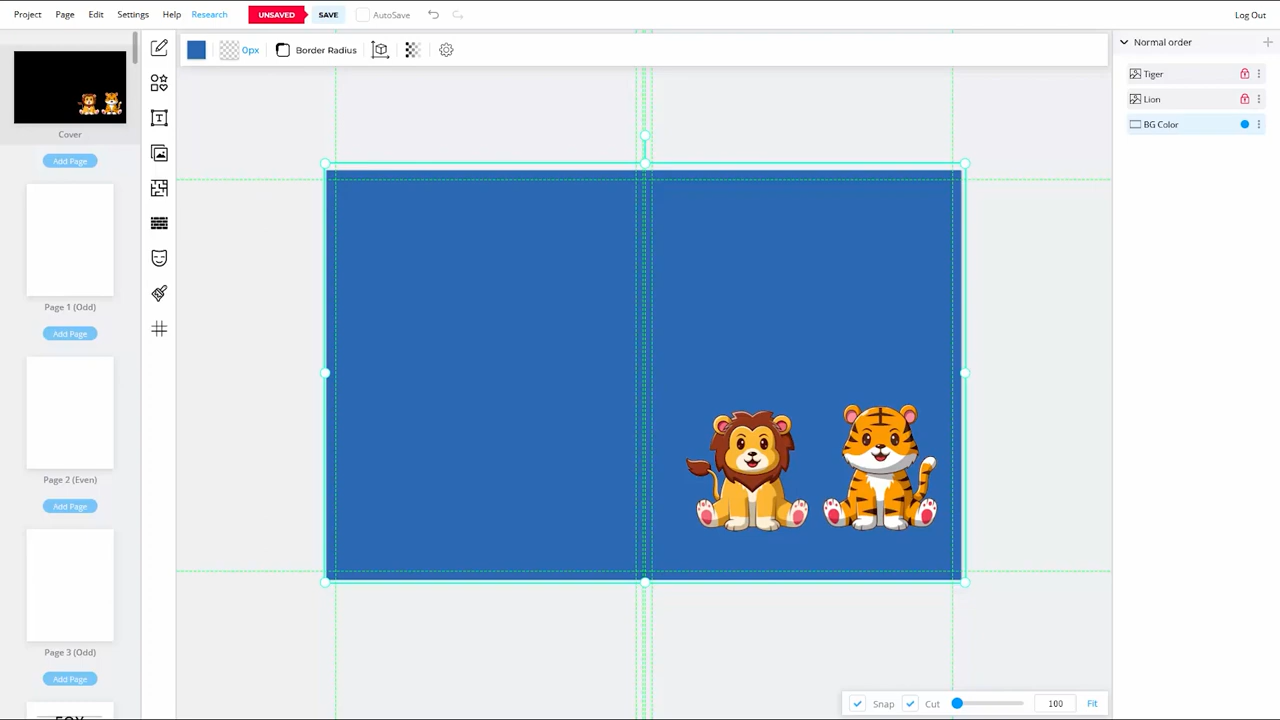 Project Page Edit Settings Help Research UNSAVED SAVE AutoSave Log Out
0px Border Radius
Normal order
Tiger
Lion
BG Color
Cover
Add Page
Page 1 (Odd)
Add Page
Page 2 (Even)
Add Page
Page 3 (Odd)
Add Page
Snap Cut 100 Fit